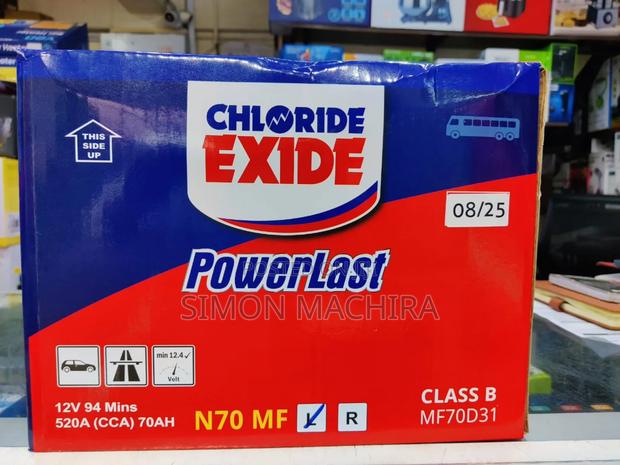 THIS
SIDE
UP
CHLORIDE
EXIDE
08/25
PowerLast
SIMON MACHIRA
min 12.4✓
Volt
12V 94 Mins
520A (CCA) 70AH
N70 MF L R
CLASS B
MF70D31